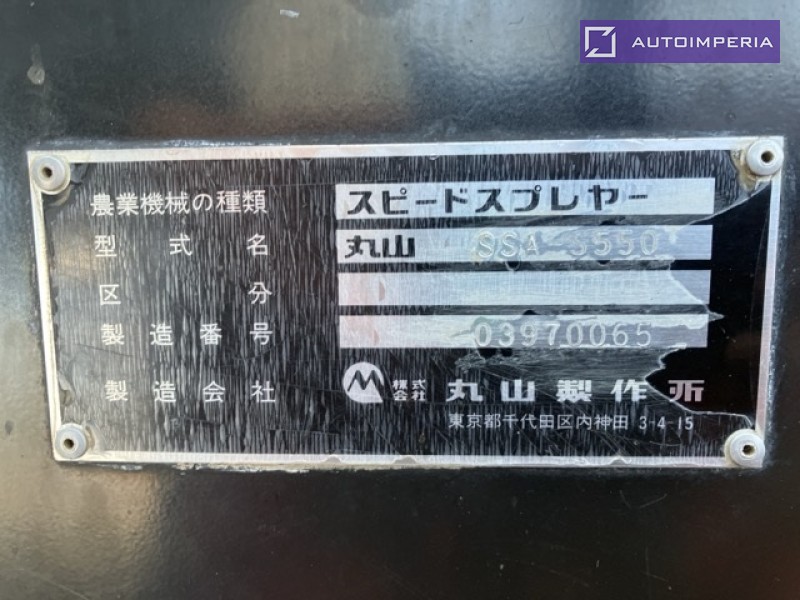 AUTOIMPERIA
農業機械の種類 スピードスプレヤー
型式名 丸山 SSA-5550
区分
製造番号 03970065
製造会社 株式会社 丸山製作所
東京都千代田区内神田 3-4-15